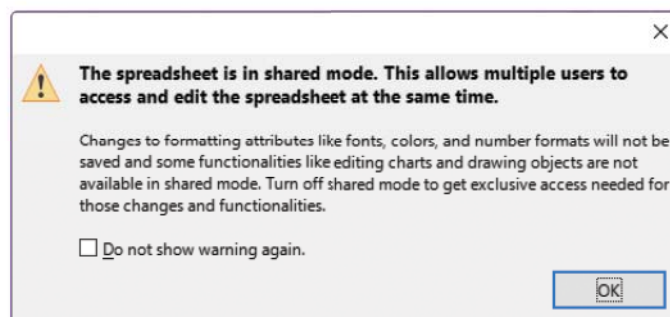 The spreadsheet is in shared mode. This allows multiple users to
access and edit the spreadsheet at the same time.
Changes to formatting attributes like fonts, colors, and number formats will not be
saved and some functionalities like editing charts and drawing objects are not
available in shared mode. Turn off shared mode to get exclusive access needed for
those changes and functionalities.
Do not show warning again.
OK